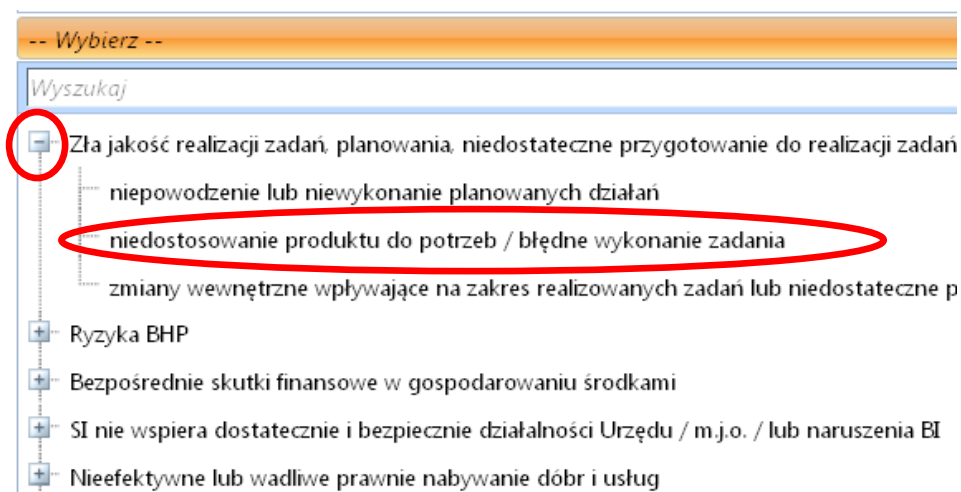 -- Wybierz --
Wyszukaj
Zła jakość realizacji zadań, planowania, niedostateczne przygotowanie do realizacji zadań
niepowodzenie lub niewykonanie planowanych działań
niedostosowanie produktu do potrzeb / błędne wykonanie zadania
zmiany wewnętrzne wpływające na zakres realizowanych zadań lub niedostateczne p
Ryzyka BHP
Bezpośrednie skutki finansowe w gospodarowaniu środkami
SI nie wspiera dostatecznie i bezpiecznie działalności Urzędu / m.j.o. / lub naruszenia BI
Nieefektywne lub wadliwe prawnie nabywanie dóbr i usług